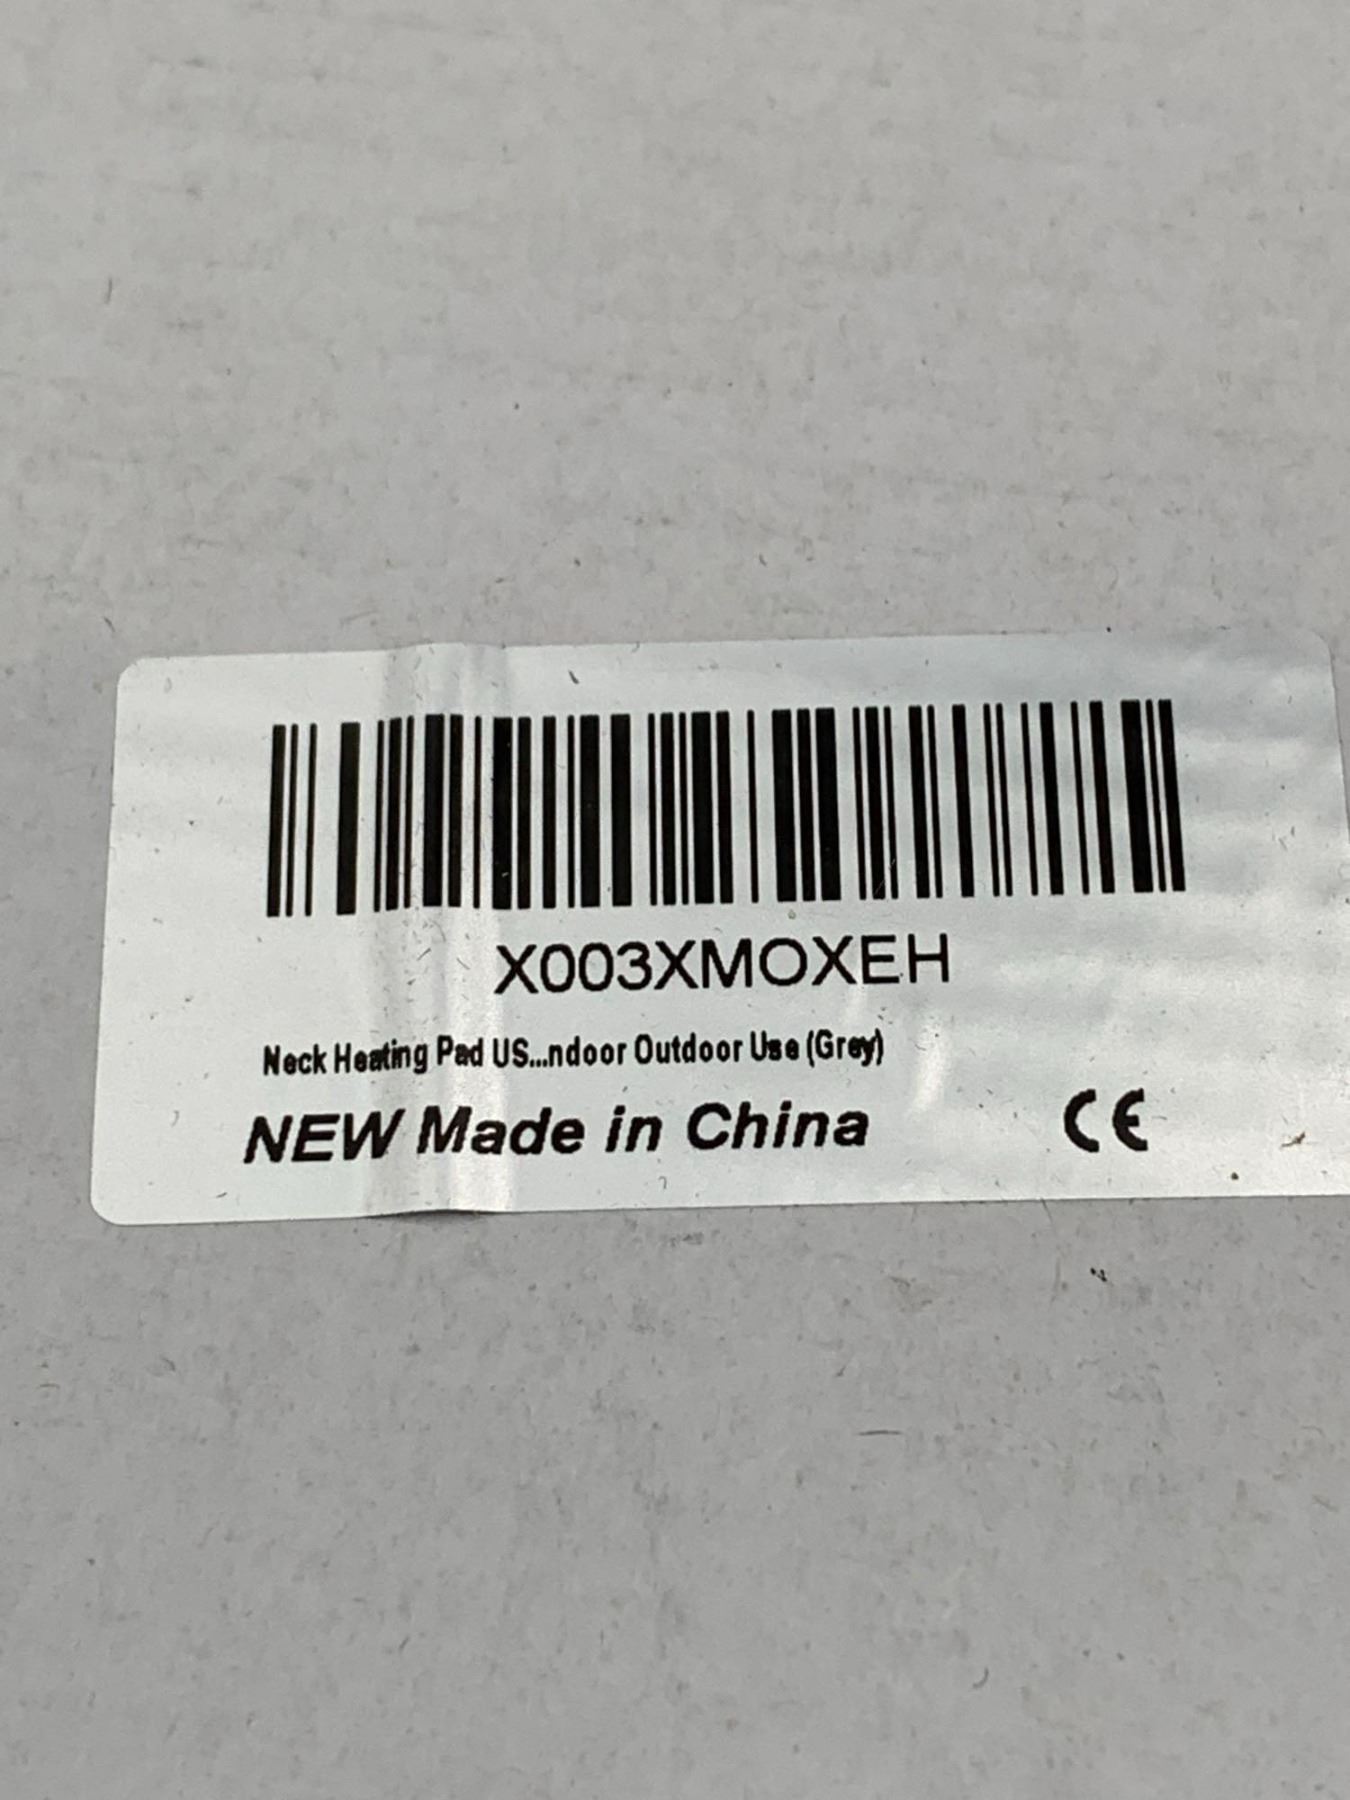 X003XMOXEH
Neck Heating Pad US...ndoor Outdoor Use (Grey)
NEW Made in China CE